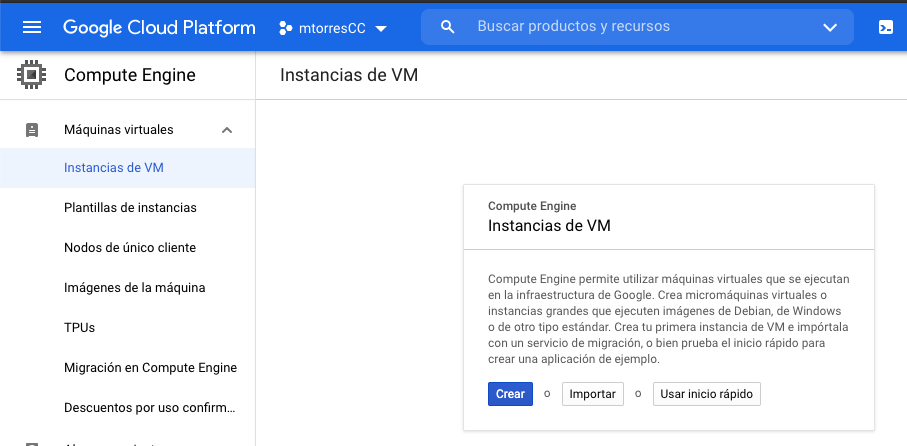 Google Cloud Platform
mtorresCC
Buscar productos y recursos
Compute Engine
Instancias de VM
Máquinas virtuales
Instancias de VM
Plantillas de instancias
Nodos de único cliente
Imágenes de la máquina
TPUs
Migración en Compute Engine
Descuentos por uso confirm...
Compute Engine
Instancias de VM
Compute Engine permite utilizar máquinas virtuales que se ejecutan
en la infraestructura de Google. Crea micromáquinas virtuales o
instancias grandes que ejecuten imágenes de Debian, de Windows
o de otro tipo estándar. Crea tu primera instancia de VM e impórtala
con un servicio de migración, o bien prueba el inicio rápido para
crear una aplicación de ejemplo.
Crear o Importar o Usar inicio rápido